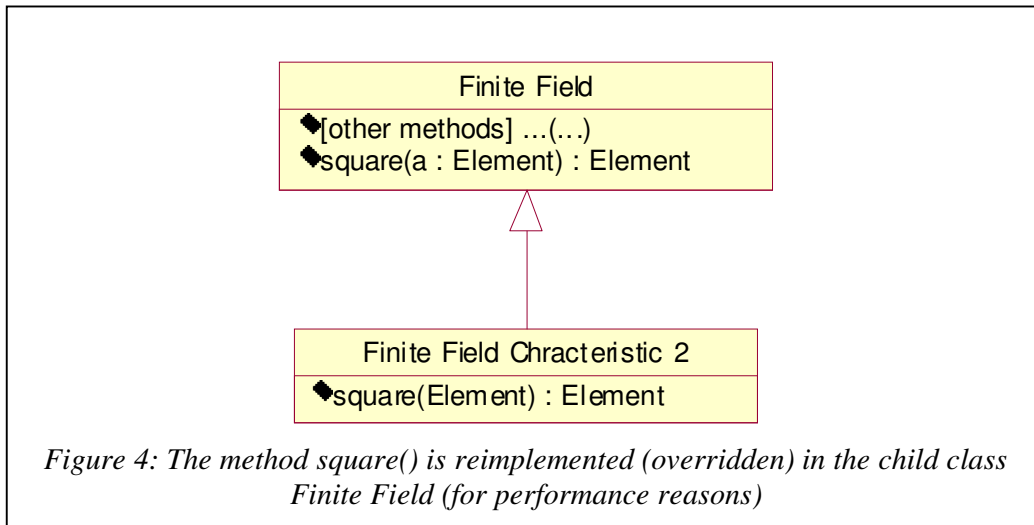 Finite Field
[other methods] ...(...)
square(a : Element) : Element
Finite Field Chracteristic 2
square(Element) : Element
Figure 4: The method square() is reimplemented (overridden) in the child class
Finite Field (for performance reasons)